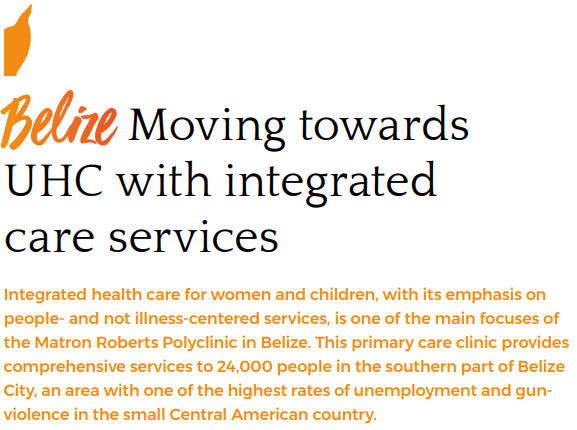 Belize Moving towards
UHC with integrated
care services
Integrated health care for women and children, with its emphasis on
people- and not illness-centered services, is one of the main focuses of
the Matron Roberts Polyclinic in Belize. This primary care clinic provides
comprehensive services to 24,000 people in the southern part of Belize
City, an area with one of the highest rates of unemployment and gun-
violence in the small Central American country.